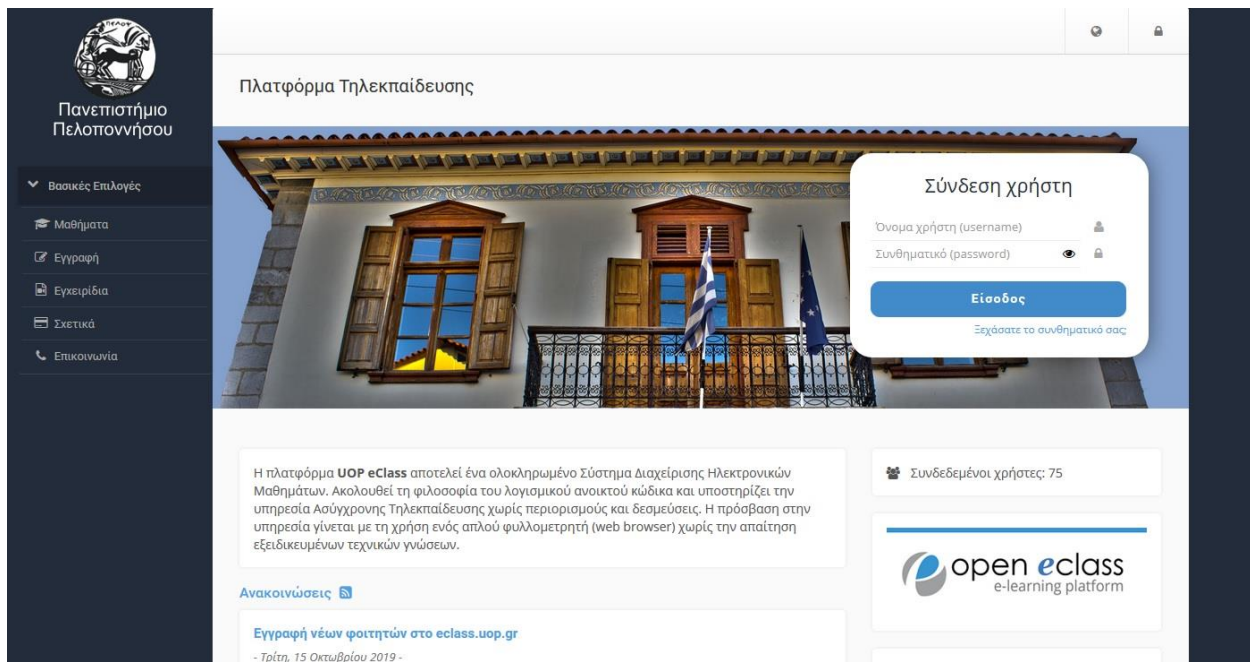 Πανεπιστήμιο
Πελοποννήσου
Βασικές Επιλογές
Μαθήματα
Εγγραφή
Εγχειρίδια
Σχετικά
Επικοινωνία
Πλατφόρμα Τηλεκπαίδευσης
Σύνδεση χρήστη
Όνομα χρήστη (username)
Συνθηματικό (password)
Είσοδος
Ξεχάσατε το συνθηματικό σας;
Η πλατφόρμα UOP eClass αποτελεί ένα ολοκληρωμένο Σύστημα Διαχείρισης Ηλεκτρονικών
Μαθημάτων. Ακολουθεί τη φιλοσοφία του λογισμικού ανοικτού κώδικα και υποστηρίζει την
υπηρεσία Ασύγχρονης Τηλεκπαίδευσης χωρίς περιορισμούς και δεσμεύσεις. Η πρόσβαση στην
υπηρεσία γίνεται με τη χρήση ενός απλού φυλλομετρητή (web browser) χωρίς την απαίτηση
εξειδικευμένων τεχνικών γνώσεων.
Ανακοινώσεις
Εγγραφή νέων φοιτητών στο eclass.uop.gr
- Τρίτη, 15 Οκτωβρίου 2019 -
Συνδεδεμένοι χρήστες: 75
open eclass
e-learning platform